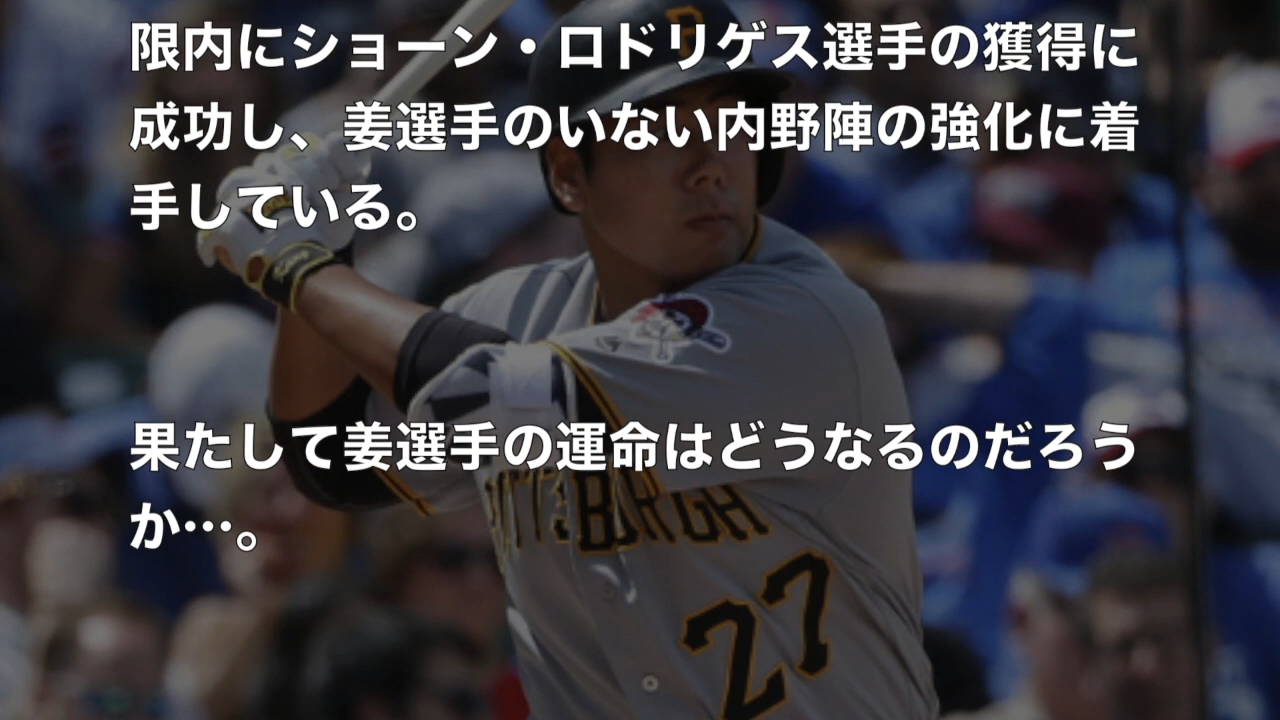 限内にショーン・ロドリゲス選手の獲得に
成功し、姜選手のいない内野陣の強化に着
手している。
果たして姜選手の運命はどうなるのだろう
か…。
P
PITTSBURGH
27